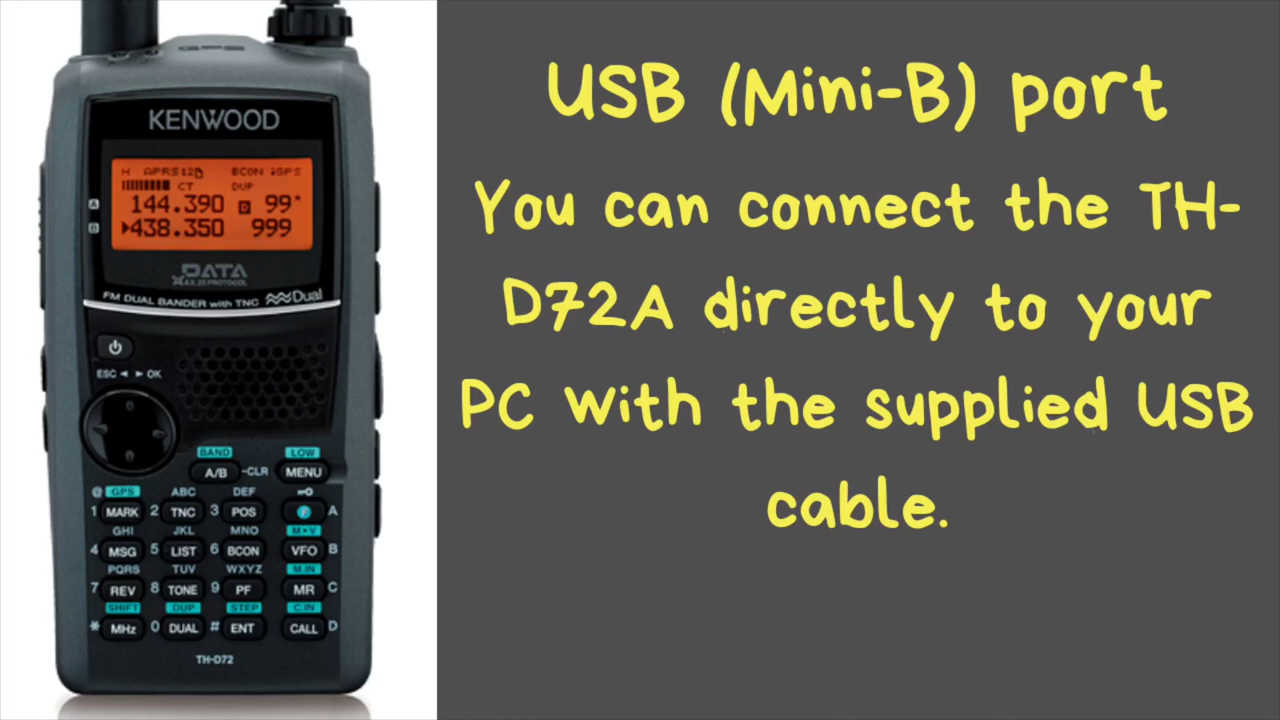 GPS
KENWOOD
H APRS12 BCON iGPS
CT DUP
A 144.390 D 99
B 438.350 999
DATA
AX.25 PROTOCOL
FM DUAL BANDER with TNC Dual
ESC ◄ ► OK
BAND LOW
A/B -CLR MENU
@ GPS ABC DEF
1 MARK 2 TNC 3 POS F A
GHI JKL MNO M►V
4 MSG 5 LIST 6 BCON VFO B
PQRS TUV WXYZ M.IN
7 REV 8 TONE 9 PF MR C
SHIFT DUP STEP C.IN
* MHz 0 DUAL # ENT CALL D
TH-D72
USB (Mini-B) port
You can connect the TH-
D72A directly to your
PC with the supplied USB
cable.